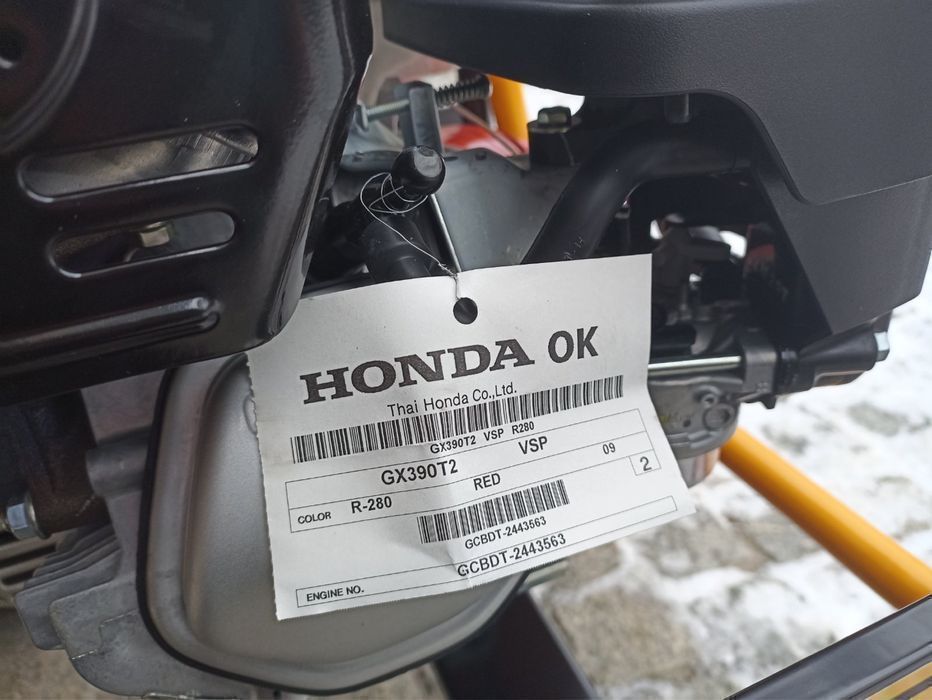 HONDA OK
Thai Honda Co.,Ltd.
GX390T2 VSP R280
GX390T2 VSP 09
COLOR R-280 RED 2
GCBDT-2443563
ENGINE NO. GCBDT-2443563